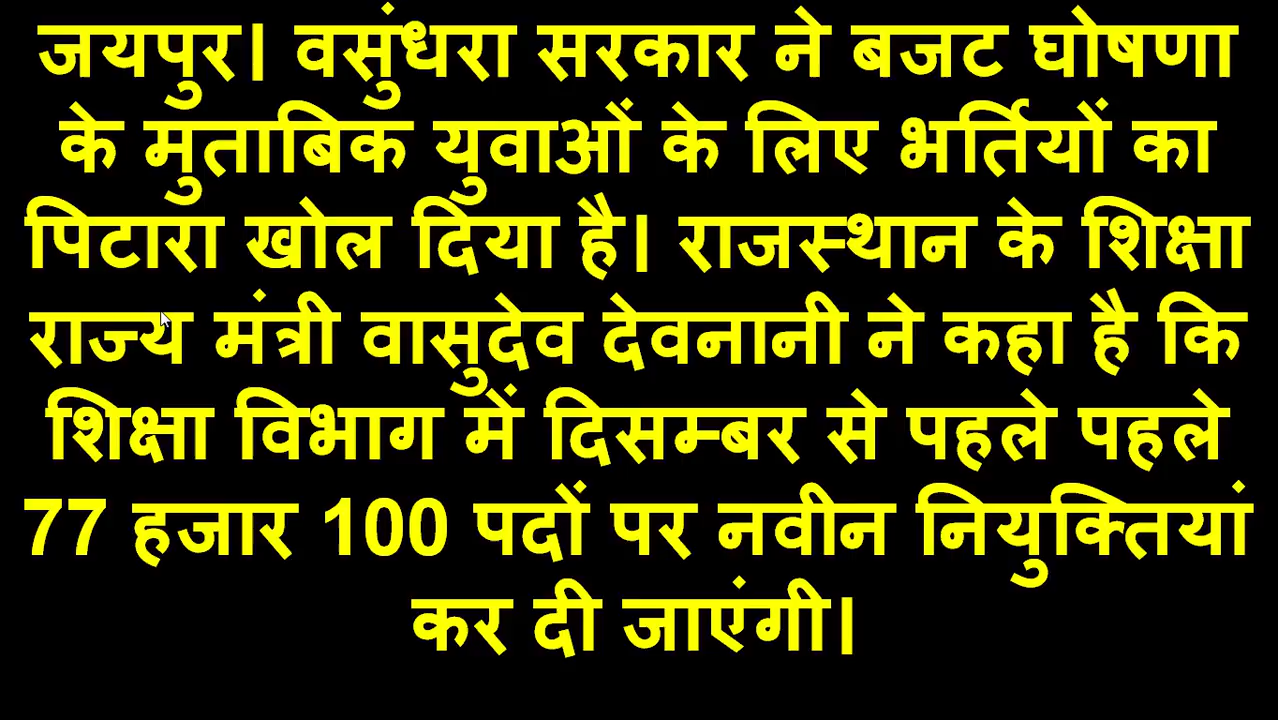 जयपुर। वसुंधरा सरकार ने बजट घोषणा
के मुताबिक युवाओं के लिए भर्तियों का
पिटारा खोल दिया है। राजस्थान के शिक्षा
राज्य मंत्री वासुदेव देवनानी ने कहा है कि
शिक्षा विभाग में दिसम्बर से पहले पहले
77 हजार 100 पदों पर नवीन नियुक्तियां
कर दी जाएंगी।